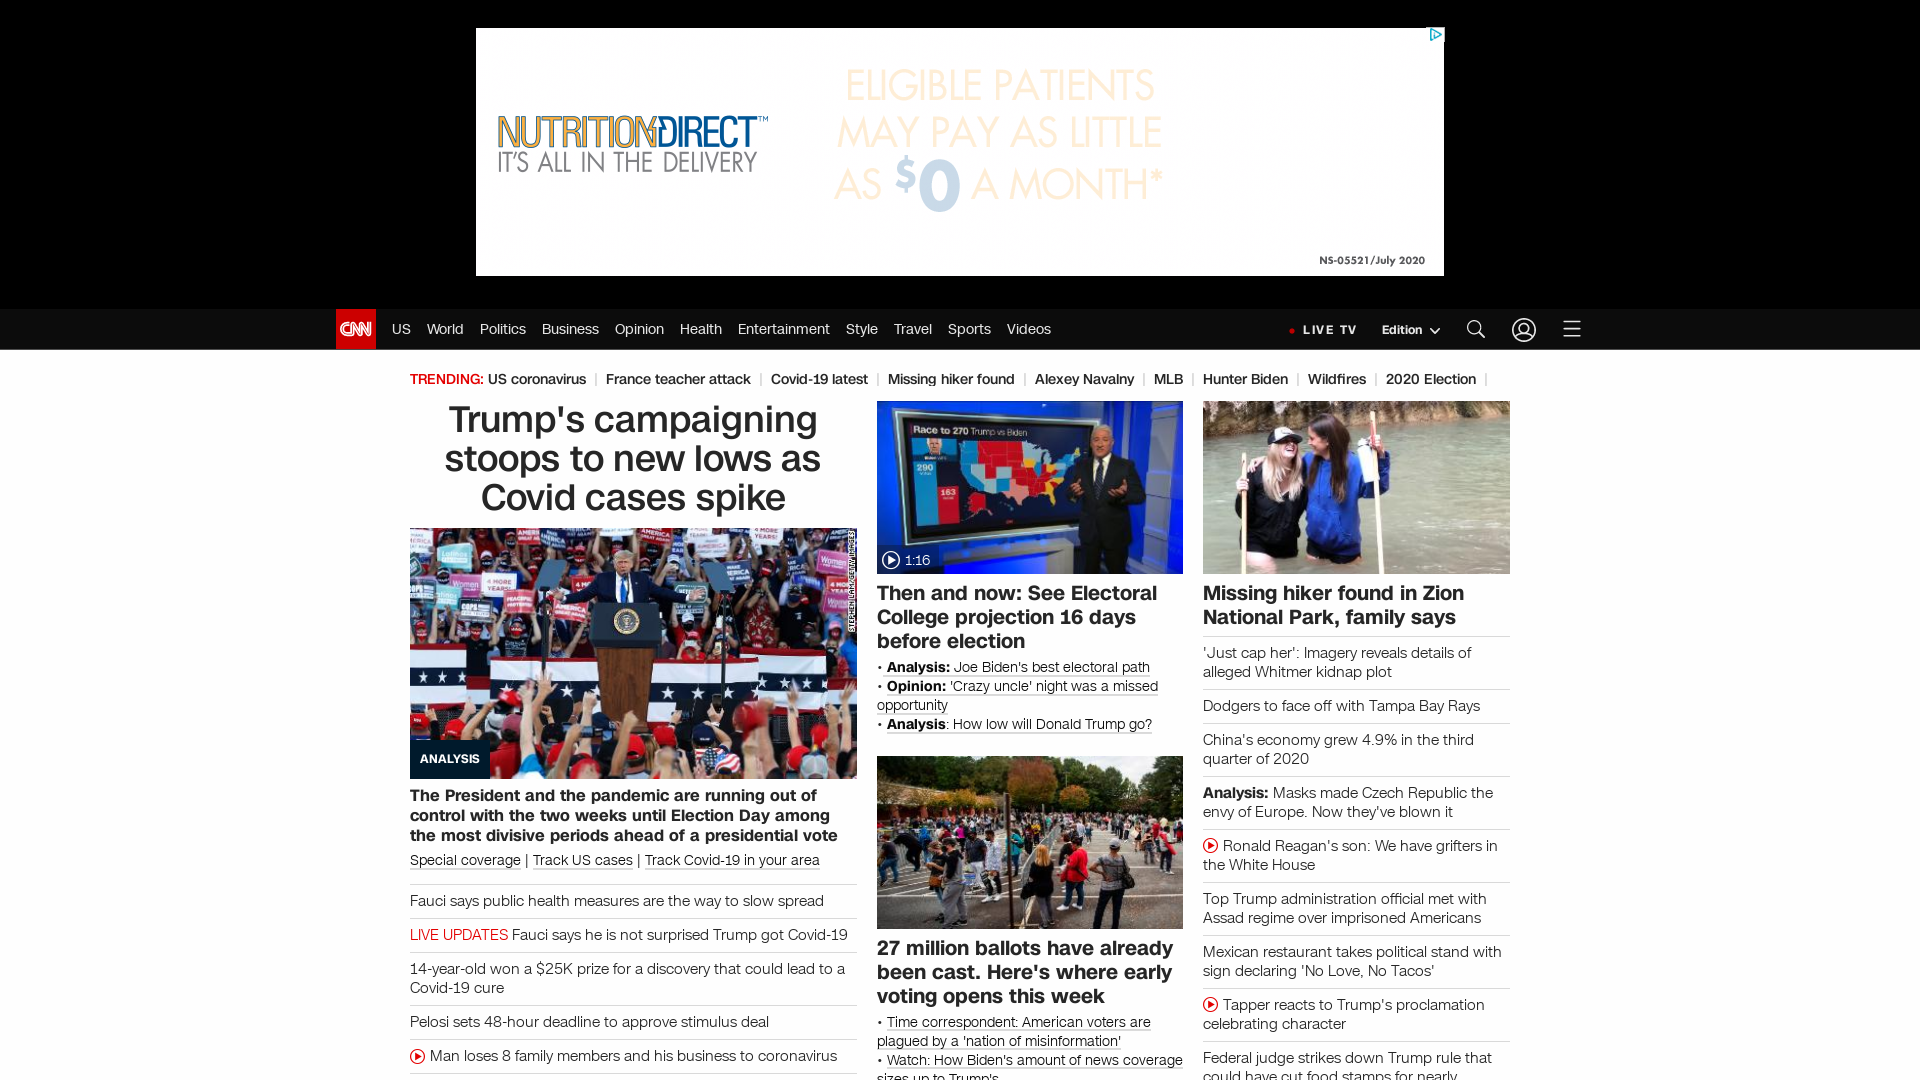 ELIGIBLE PATIENTS
MAY PAY AS LITTLE
AS $0 A MONTH*
NUTRITIONDIRECT™
IT'S ALL IN THE DELIVERY
NS-05521/July 2020
CNN US World Politics Business Opinion Health Entertainment Style Travel Sports Videos LIVE TV Edition
TRENDING: US coronavirus France teacher attack Covid-19 latest Missing hiker found Alexey Navalny MLB Hunter Biden Wildfires 2020 Election
Trump's campaigning
stoops to new lows as
Covid cases spike
ANALYSIS
The President and the pandemic are running out of
control with the two weeks until Election Day among
the most divisive periods ahead of a presidential vote
Special coverage | Track US cases | Track Covid-19 in your area
Fauci says public health measures are the way to slow spread
LIVE UPDATES Fauci says he is not surprised Trump got Covid-19
14-year-old won a $25K prize for a discovery that could lead to a
Covid-19 cure
Pelosi sets 48-hour deadline to approve stimulus deal
Man loses 8 family members and his business to coronavirus
Race to 270 Trump vs Biden
290
163
1:16
Then and now: See Electoral
College projection 16 days
before election
• Analysis: Joe Biden's best electoral path
• Opinion: 'Crazy uncle' night was a missed
opportunity
• Analysis: How low will Donald Trump go?
27 million ballots have already
been cast. Here's where early
voting opens this week
• Time correspondent: American voters are
plagued by a 'nation of misinformation'
• Watch: How Biden's amount of news coverage
sizes up to Trump's
Missing hiker found in Zion
National Park, family says
'Just cap her': Imagery reveals details of
alleged Whitmer kidnap plot
Dodgers to face off with Tampa Bay Rays
China's economy grew 4.9% in the third
quarter of 2020
Analysis: Masks made Czech Republic the
envy of Europe. Now they've blown it
Ronald Reagan's son: We have grifters in
the White House
Top Trump administration official met with
Assad regime over imprisoned Americans
Mexican restaurant takes political stand with
sign declaring 'No Love, No Tacos'
Tapper reacts to Trump's proclamation
celebrating character
Federal judge strikes down Trump rule that
could have cut food stamps for nearly